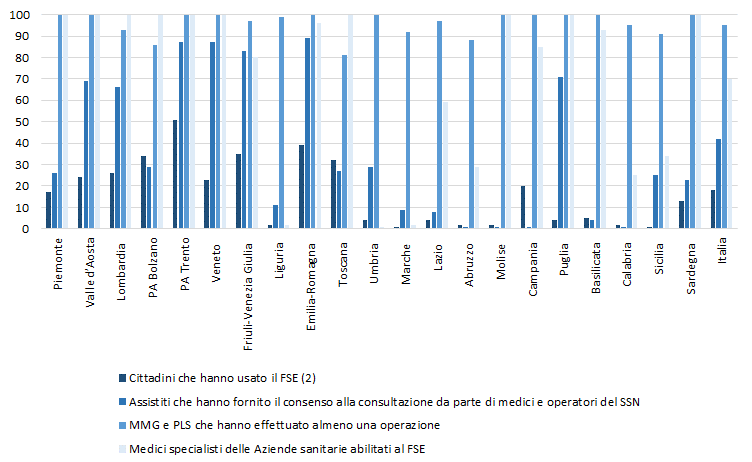 100
90
80
70
60
50
40
30
20
10
0
Piemonte
Valle d'Aosta
Lombardia
PA Bolzano
PA Trento
Veneto
Friuli-Venezia Giulia
Liguria
Emilia-Romagna
Toscana
Umbria
Marche
Lazio
Abruzzo
Molise
Campania
Puglia
Basilicata
Calabria
Sicilia
Sardegna
Italia
Cittadini che hanno usato il FSE (2)
Assistiti che hanno fornito il consenso alla consultazione da parte di medici e operatori del SSN
MMG e PLS che hanno effettuato almeno una operazione
Medici specialisti delle Aziende sanitarie abilitati al FSE